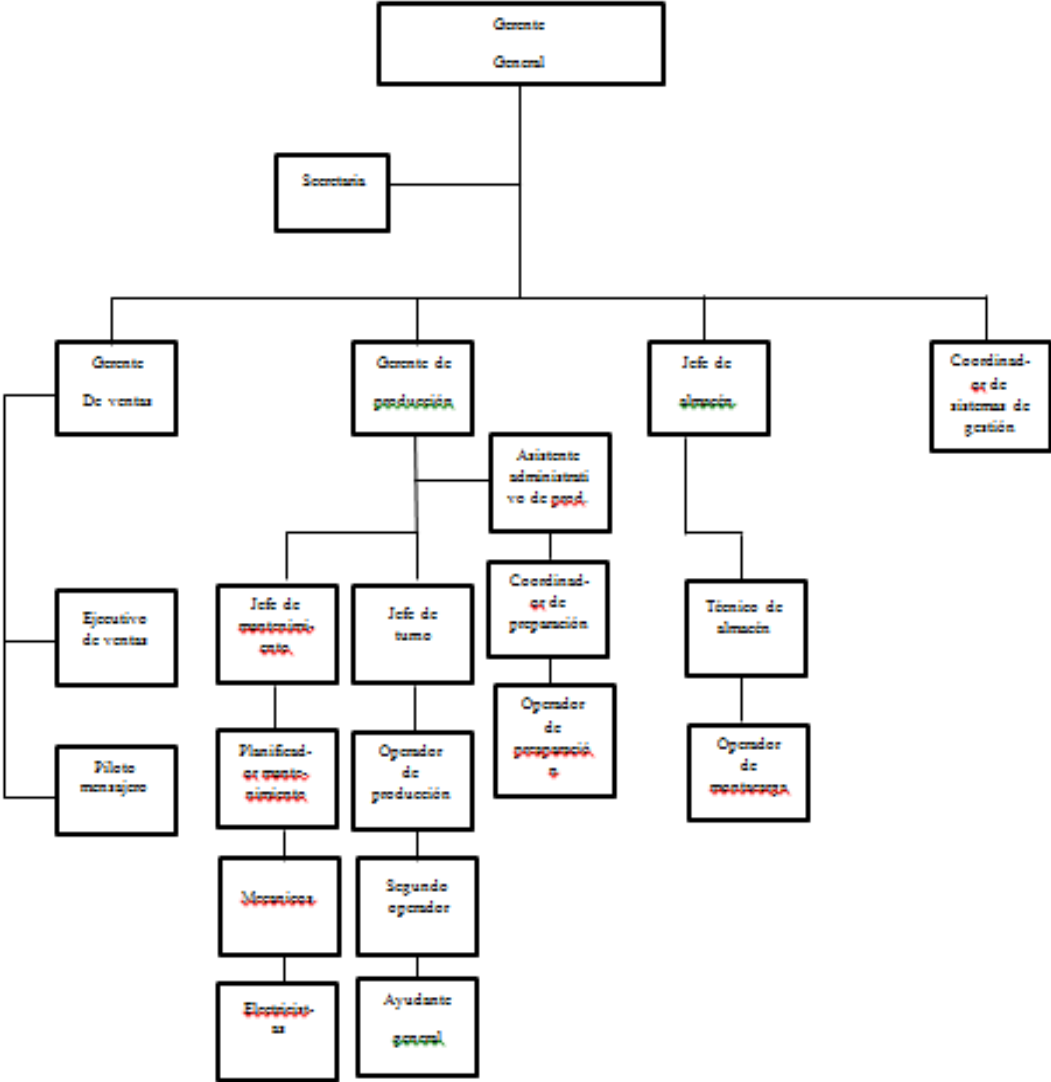 Gerente
General
Secretaria
Gerente
De ventas
Gerente de
producción
Jefe de
almacén
Coordinad-
or de
sistemas de
gestión
Asistente
administrati
vo de prod.
Ejecutivo
de ventas
Jefe de
mantenimi-
ento
Jefe de
turno
Coordinad-
or de
preparación
Técnico de
almacén
Piloto
mensajero
Planificad-
or mante-
nimiento
Operador
de
producción
Operador
de
preparació
n
Operador
de
montacarga
Mecanicos
Segundo
operador
Electricist-
as
Ayudante
general